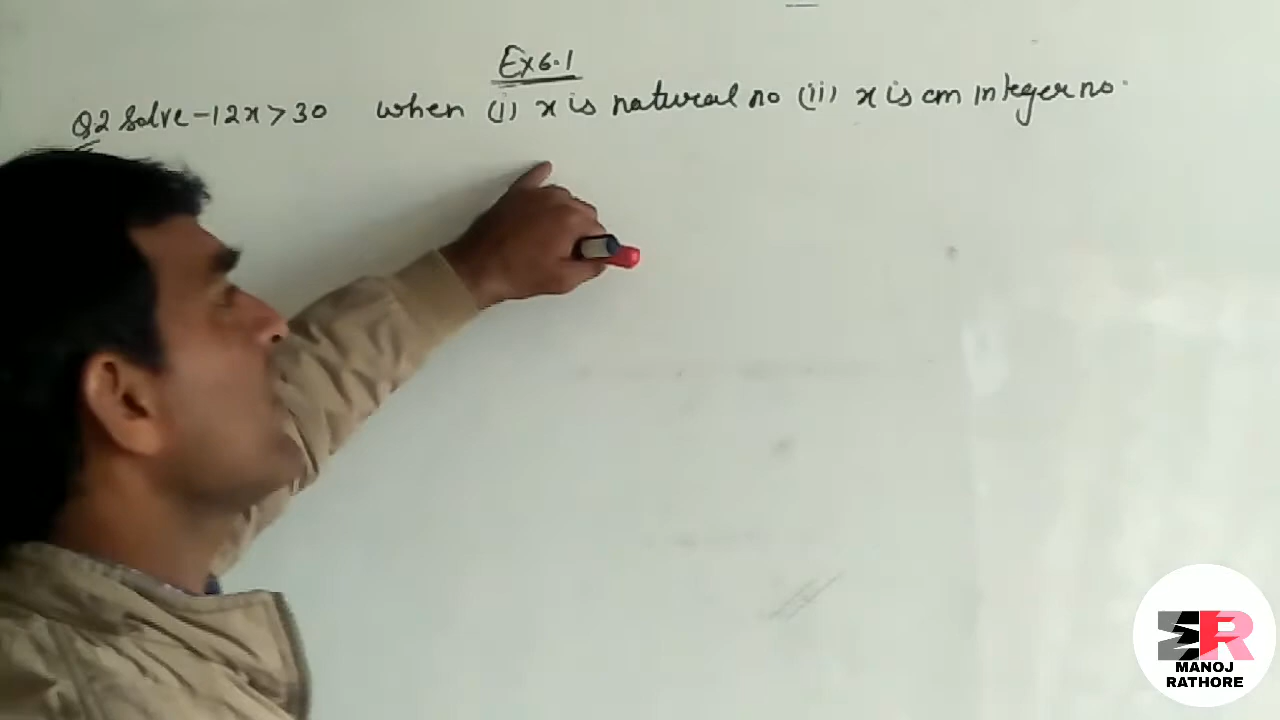 Ex 6.1
Q2 Solve -12x > 30 when (i) x is natural no (ii) x is an integer no.
MANOJ
RATHORE